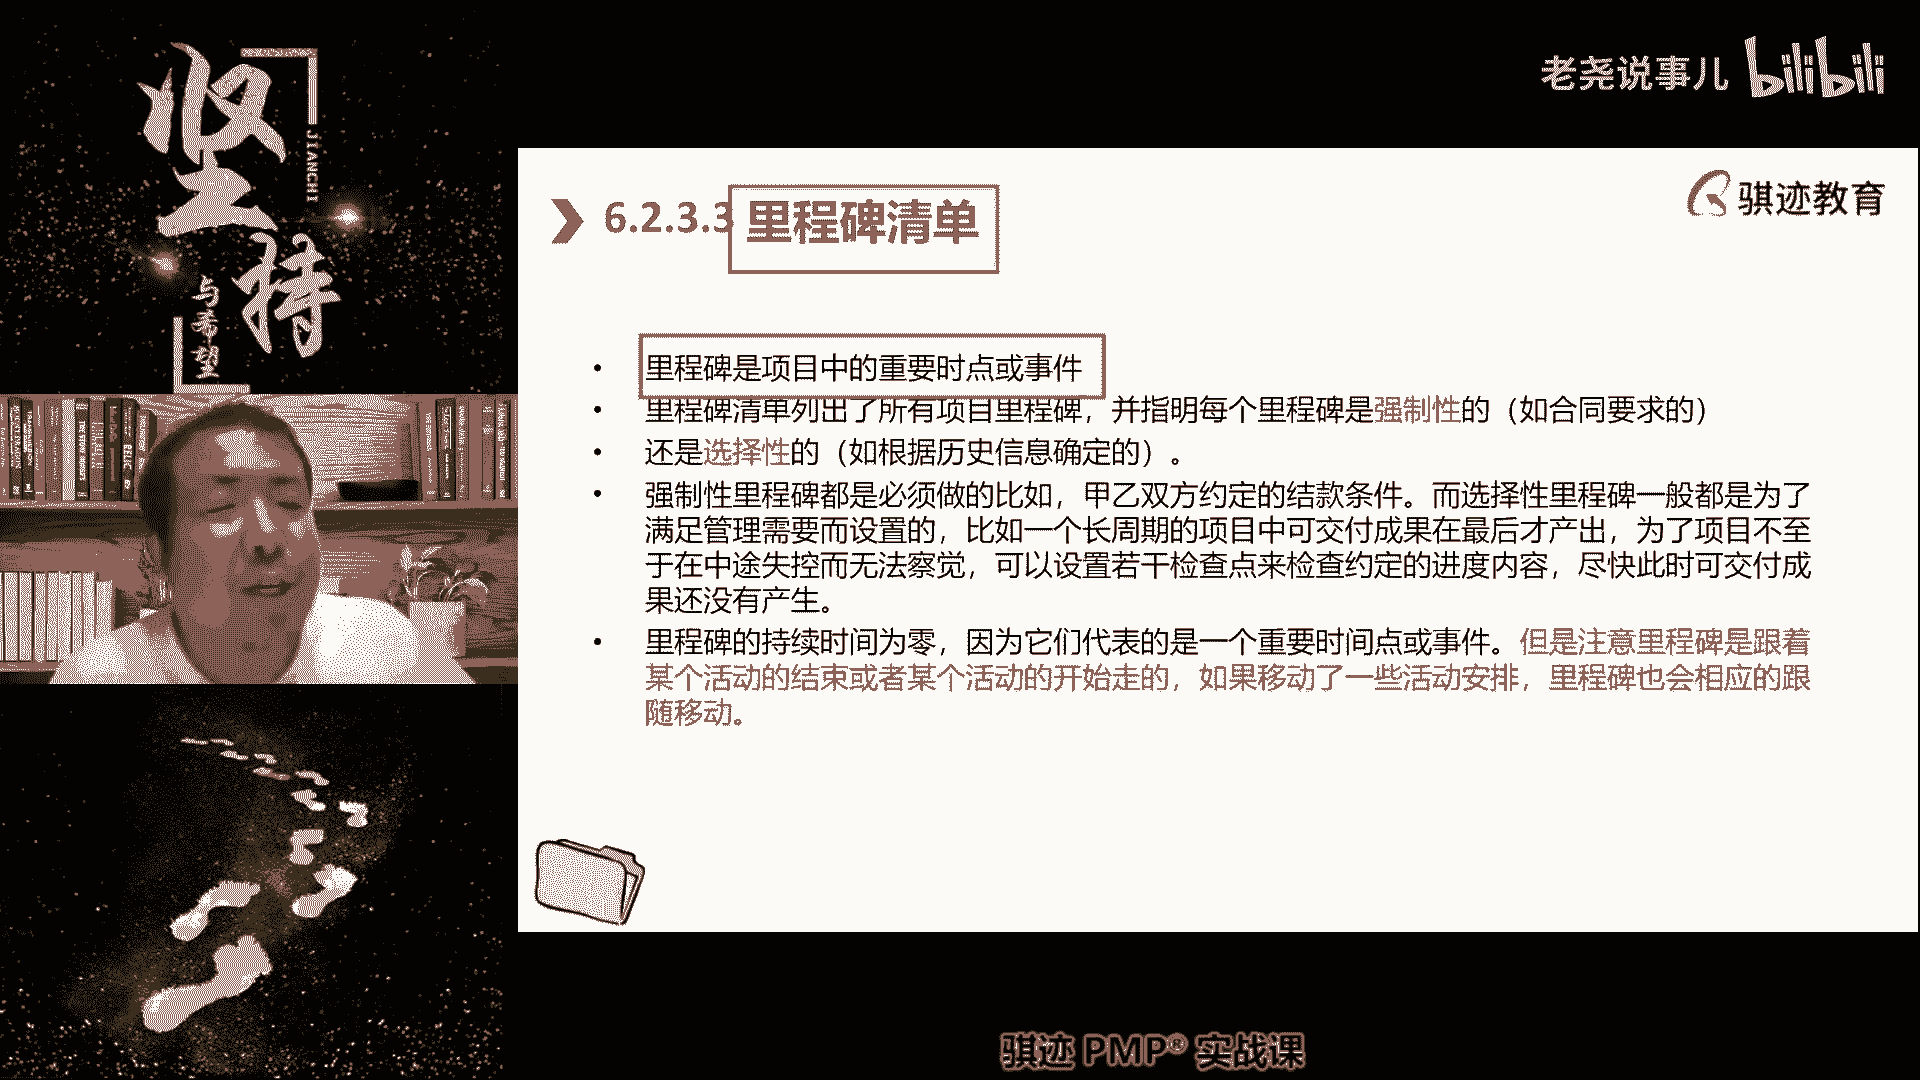 坚持
JIANCHI
与希望
老尧说事儿 bilibili
骐迹教育
6.2.3.3 里程碑清单
• 里程碑是项目中的重要时点或事件
• 里程碑清单列出了所有项目里程碑，并指明每个里程碑是强制性的（如合同要求的）
• 还是选择性的（如根据历史信息确定的）。
• 强制性里程碑都是必须做的比如，甲乙双方约定的结款条件。而选择性里程碑一般都是为了
满足管理需要而设置的，比如一个长周期的项目中可交付成果在最后才产出，为了项目不至
于在中途失控而无法察觉，可以设置若干检查点来检查约定的进度内容，尽快此时可交付成
果还没有产生。
• 里程碑的持续时间为零，因为它们代表的是一个重要时间点或事件。但是注意里程碑是跟着
某个活动的结束或者某个活动的开始走的，如果移动了一些活动安排，里程碑也会相应的跟
随移动。
骐迹 PMP® 实战课